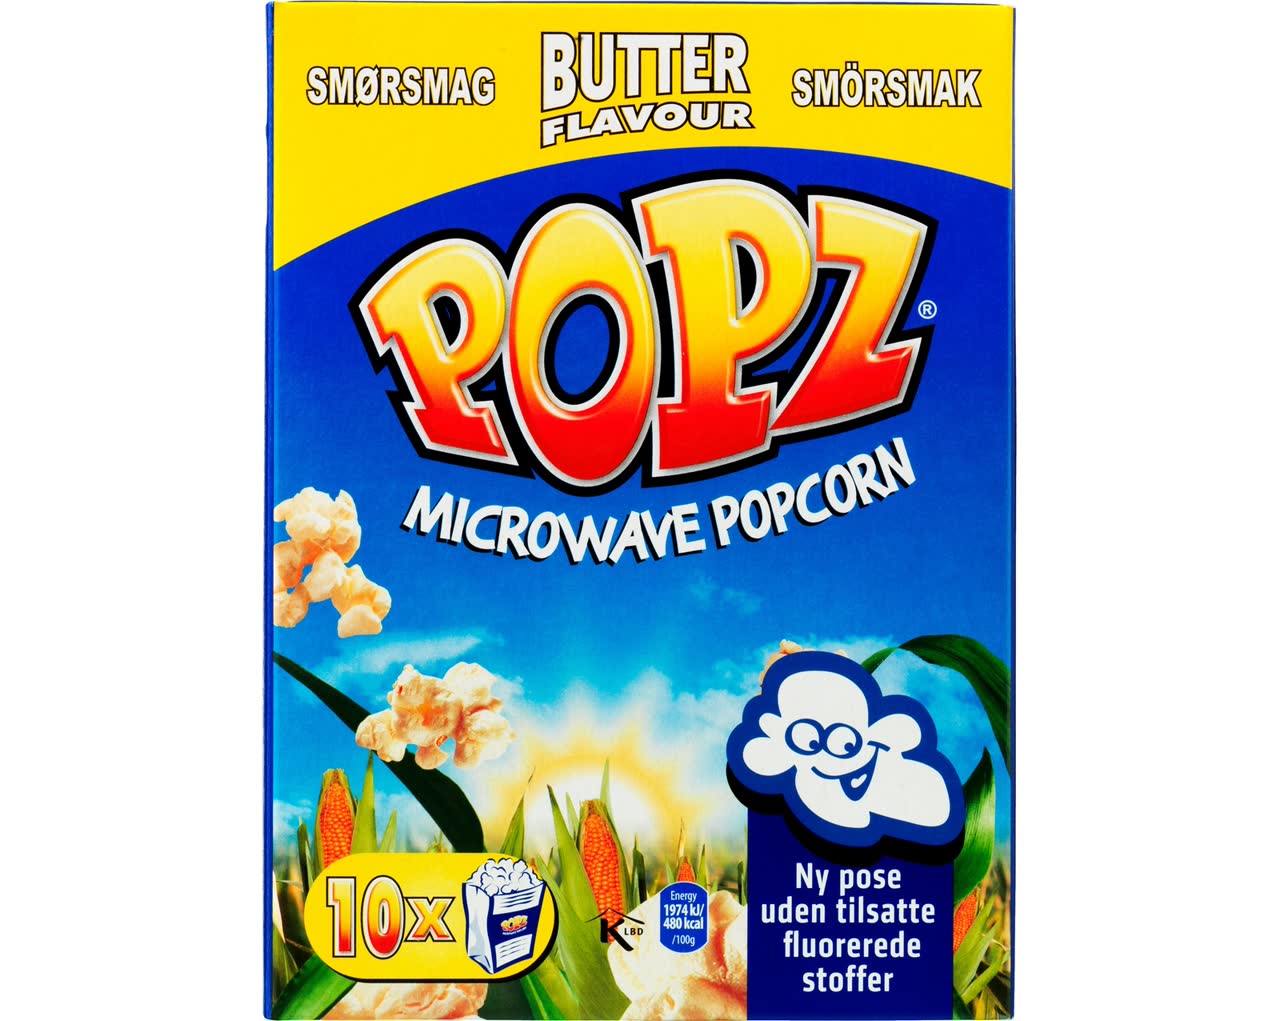 SMØRSMAG
BUTTER
FLAVOUR
SMÖRSMAK
POPZ®
MICROWAVE POPCORN
10x
POPZ
K LBD
Energy
1974 kJ/
480 kcal
/100g
Ny pose
uden tilsatte
fluorerede
stoffer